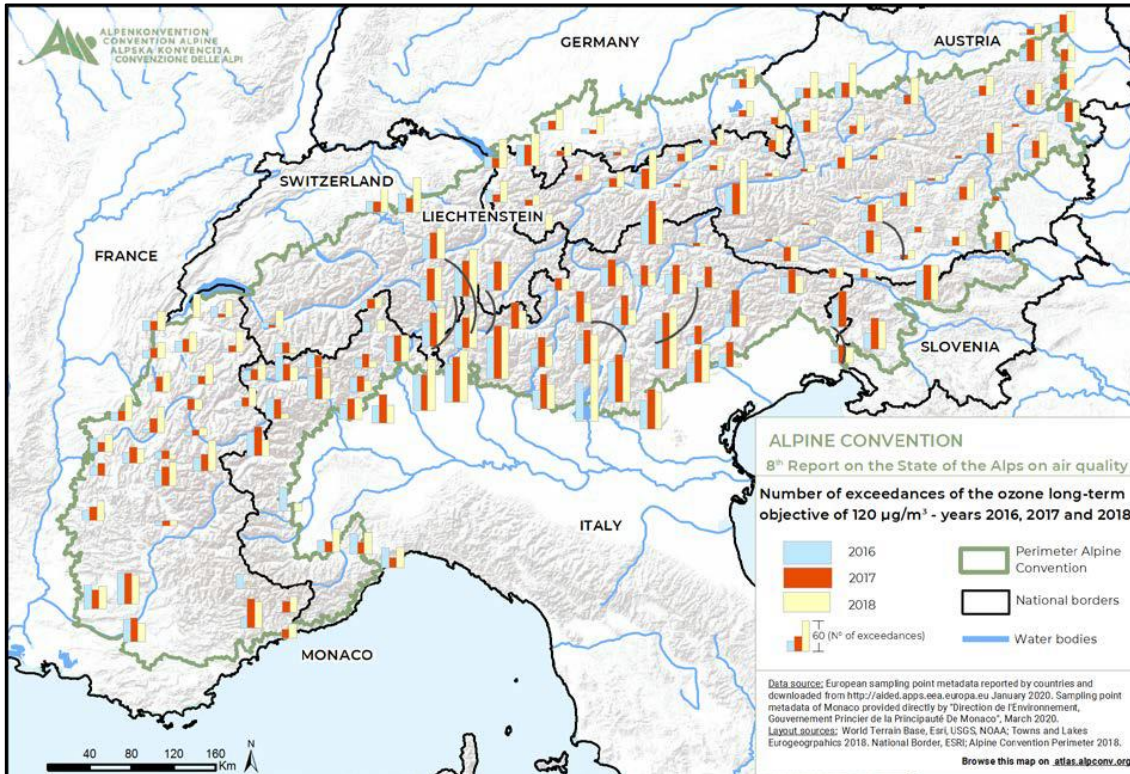 ALPENKONVENTION
CONVENTION ALPINE
ALPSKA KONVENCIJA
CONVENZIONE DELLE ALPI
GERMANY
AUSTRIA
SWITZERLAND
LIECHTENSTEIN
FRANCE
SLOVENIA
ITALY
MONACO
ALPINE CONVENTION
8th Report on the State of the Alps on air quality
Number of exceedances of the ozone long-term
objective of 120 µg/m³ - years 2016, 2017 and 2018
2016
2017
2018
60 (N° of exceedances)
Perimeter Alpine
Convention
National borders
Water bodies
Data source: European sampling point metadata reported by countries and
downloaded from http://aided.apps.eea.europa.eu January 2020. Sampling point
metadata of Monaco provided directly by "Direction de l'Environnement,
Gouvernement Princier de la Principauté De Monaco", March 2020.
Layout sources: World Terrain Base, Esri, USGS, NOAA; Towns and Lakes
Eurogeogrpahics 2018. National Border, ESRI; Alpine Convention Perimeter 2018.
Browse this map on atlas.alpconv.org
40 80 120 160
Km
N